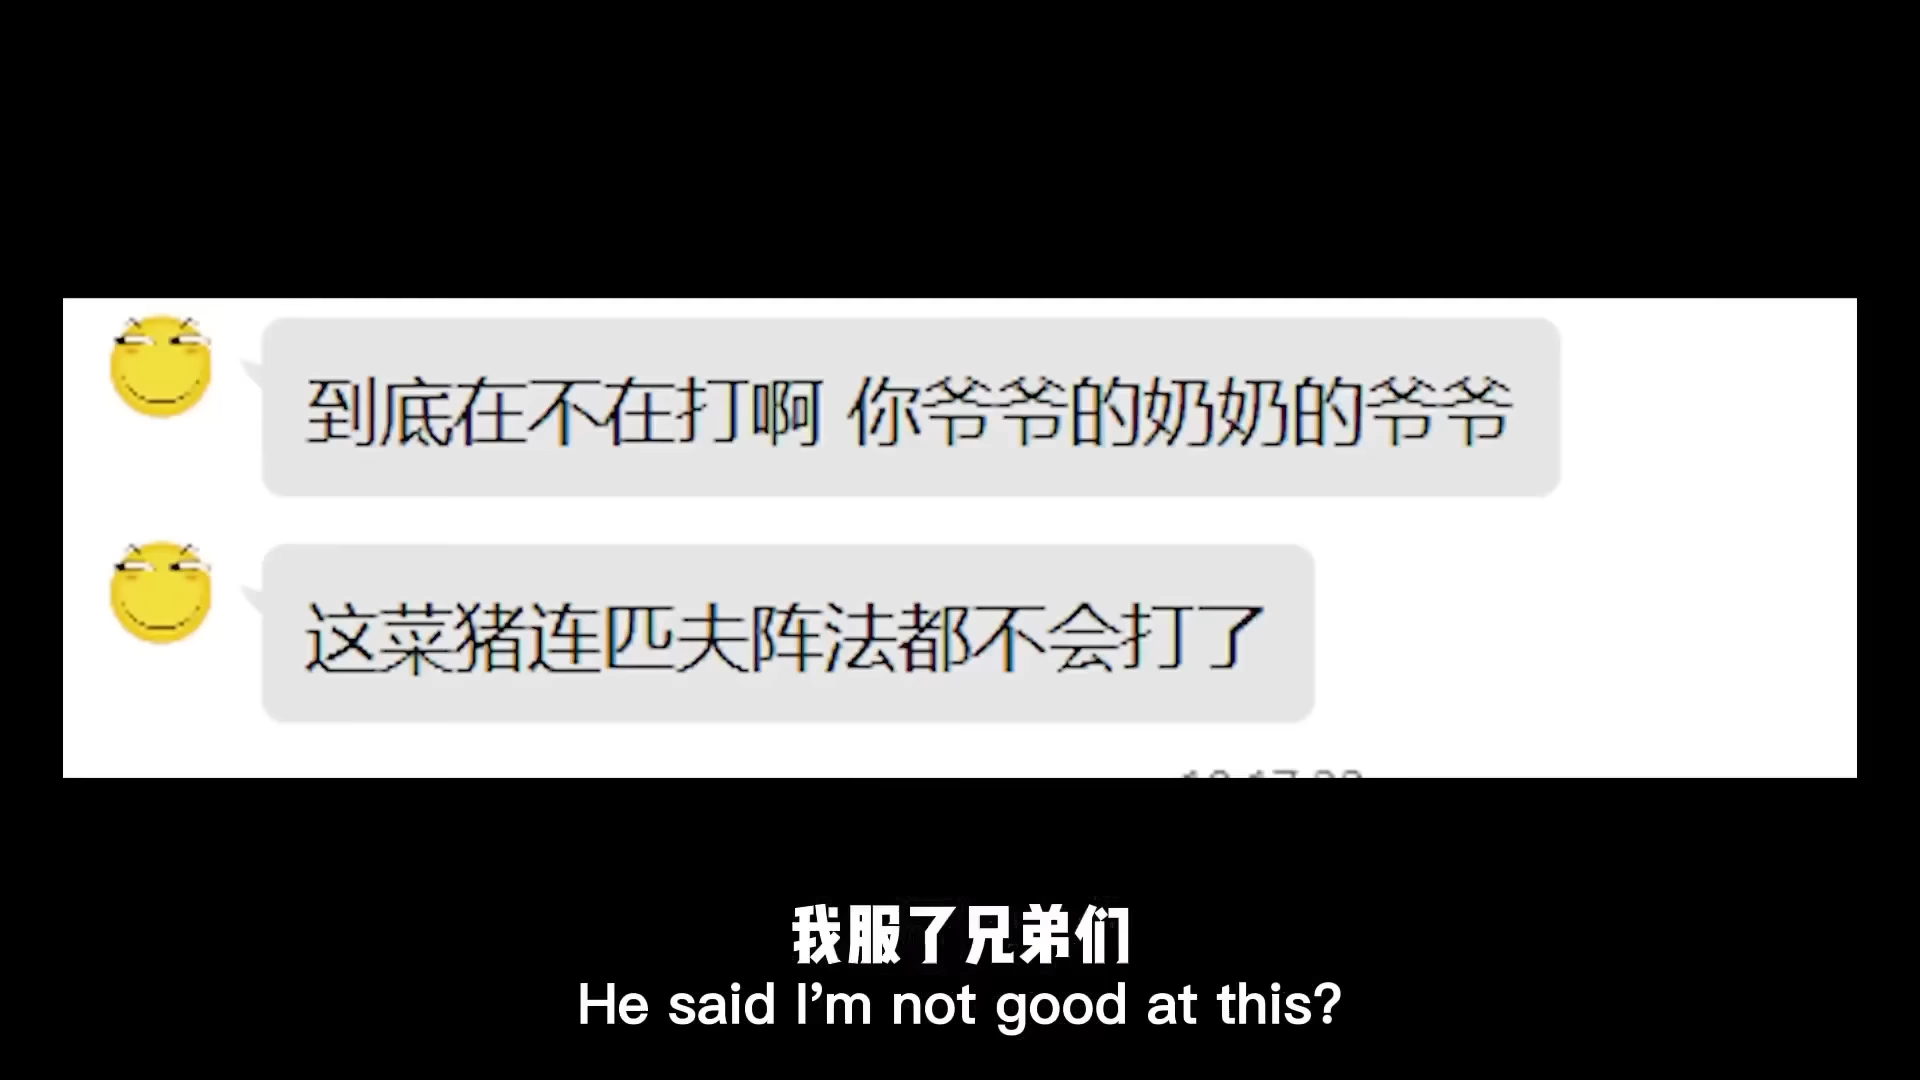 到底在不在打啊 你爷爷的奶奶的爷爷
这菜猪连匹夫阵法都不会打了
我服了兄弟们
He said I'm not good at this?